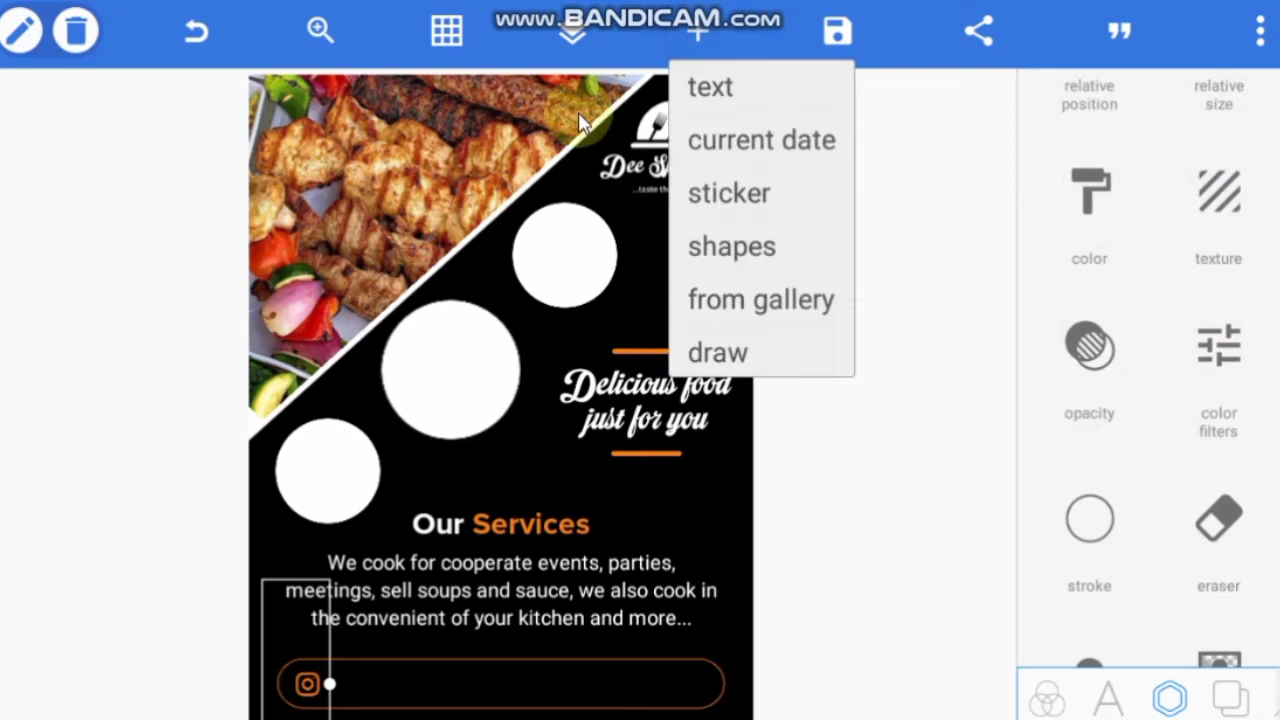 www.BANDICAM.com
text
current date
sticker
shapes
from gallery
draw
Dee
Delicious food
just for you
Our Services
We cook for cooperate events, parties,
meetings, sell soups and sauce, we also cook in
the convenient of your kitchen and more...
relative
position
relative
size
color
texture
opacity
color
filters
stroke
eraser